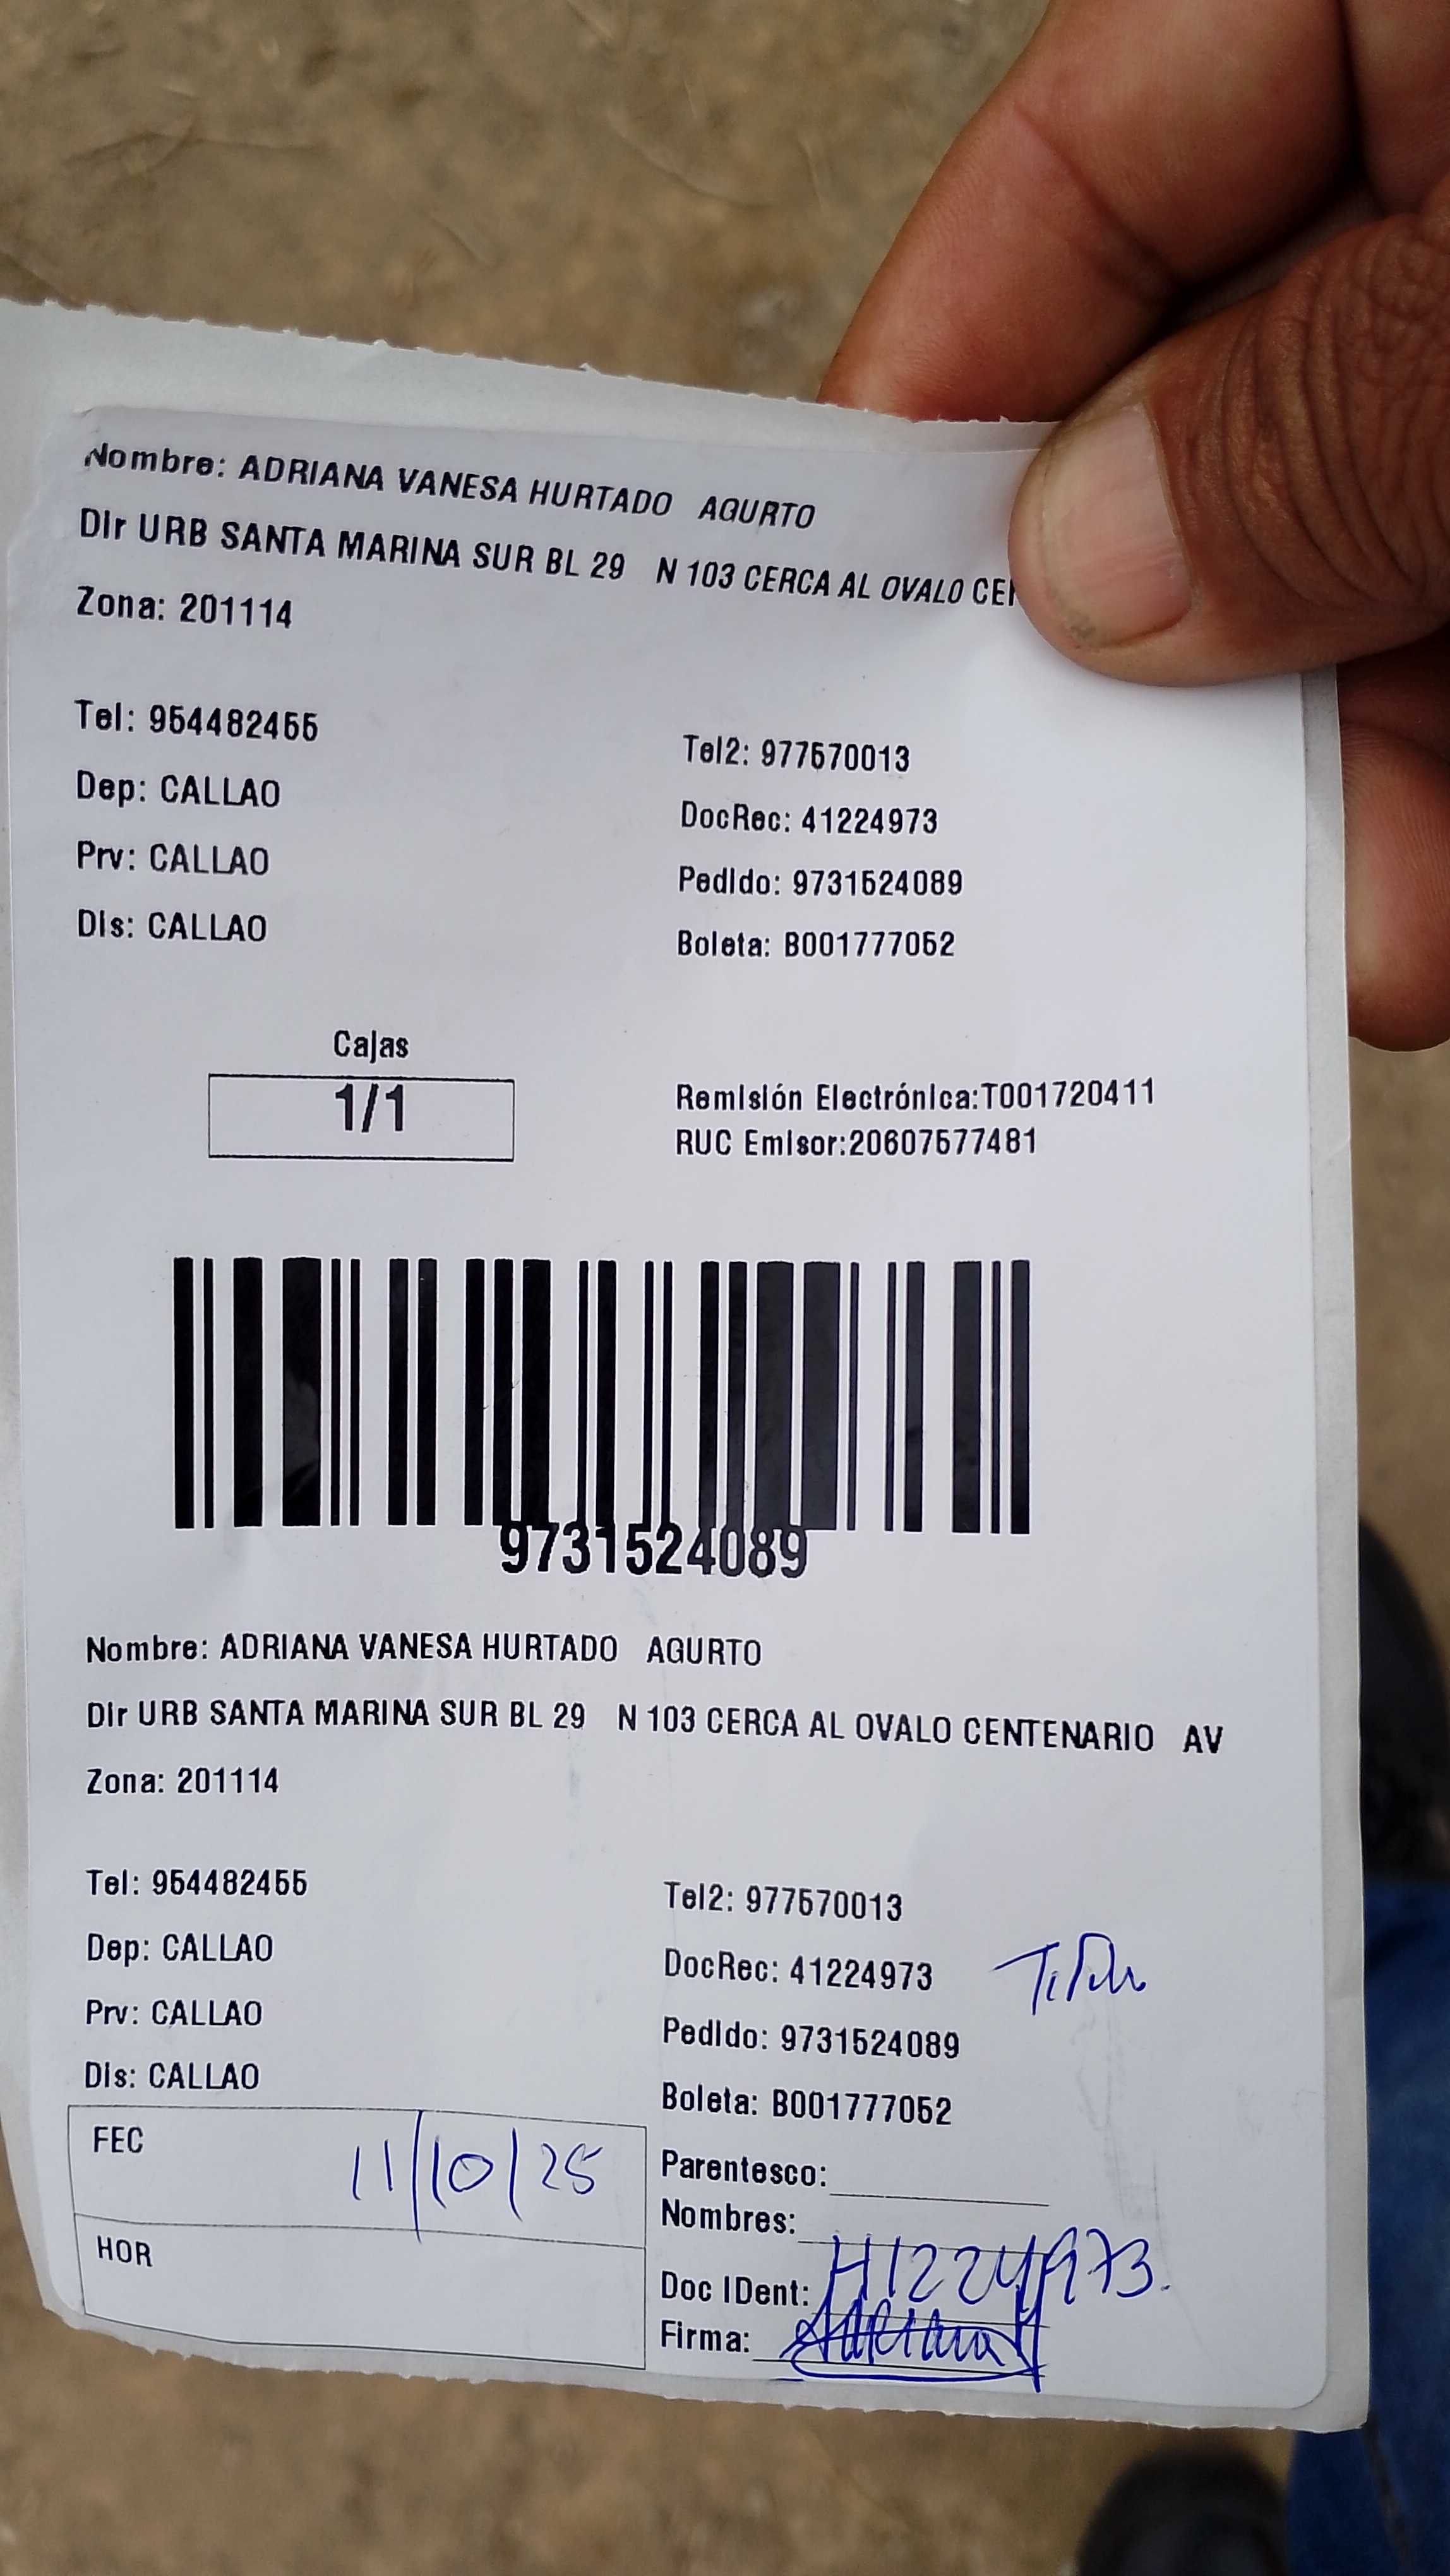 Nombre: ADRIANA VANESA HURTADO AGURTO
Dir URB SANTA MARINA SUR BL 29 N 103 CERCA AL OVALO
Zona: 201114
Tel: 954482455
Tel2: 977570013
Dep: CALLAO
DocRec: 41224973
Prv: CALLAO
Pedido: 9731524089
Dis: CALLAO
Boleta: B001777052
Cajas
1/1
Remisión Electrónica:T001720411
RUC Emisor:20607577481
9731524089
Nombre: ADRIANA VANESA HURTADO AGURTO
Dir URB SANTA MARINA SUR BL 29 N 103 CERCA AL OVALO CENTENARIO AV
Zona: 201114
Tel: 954482455
Tel2: 977570013
Dep: CALLAO
DocRec: 41224973
Prv: CALLAO
Pedido: 9731524089
Dis: CALLAO
Boleta: B001777052
FEC 11/10/25
Parentesco:
Nombres:
HOR
Doc IDent: 41224973.
Firma: